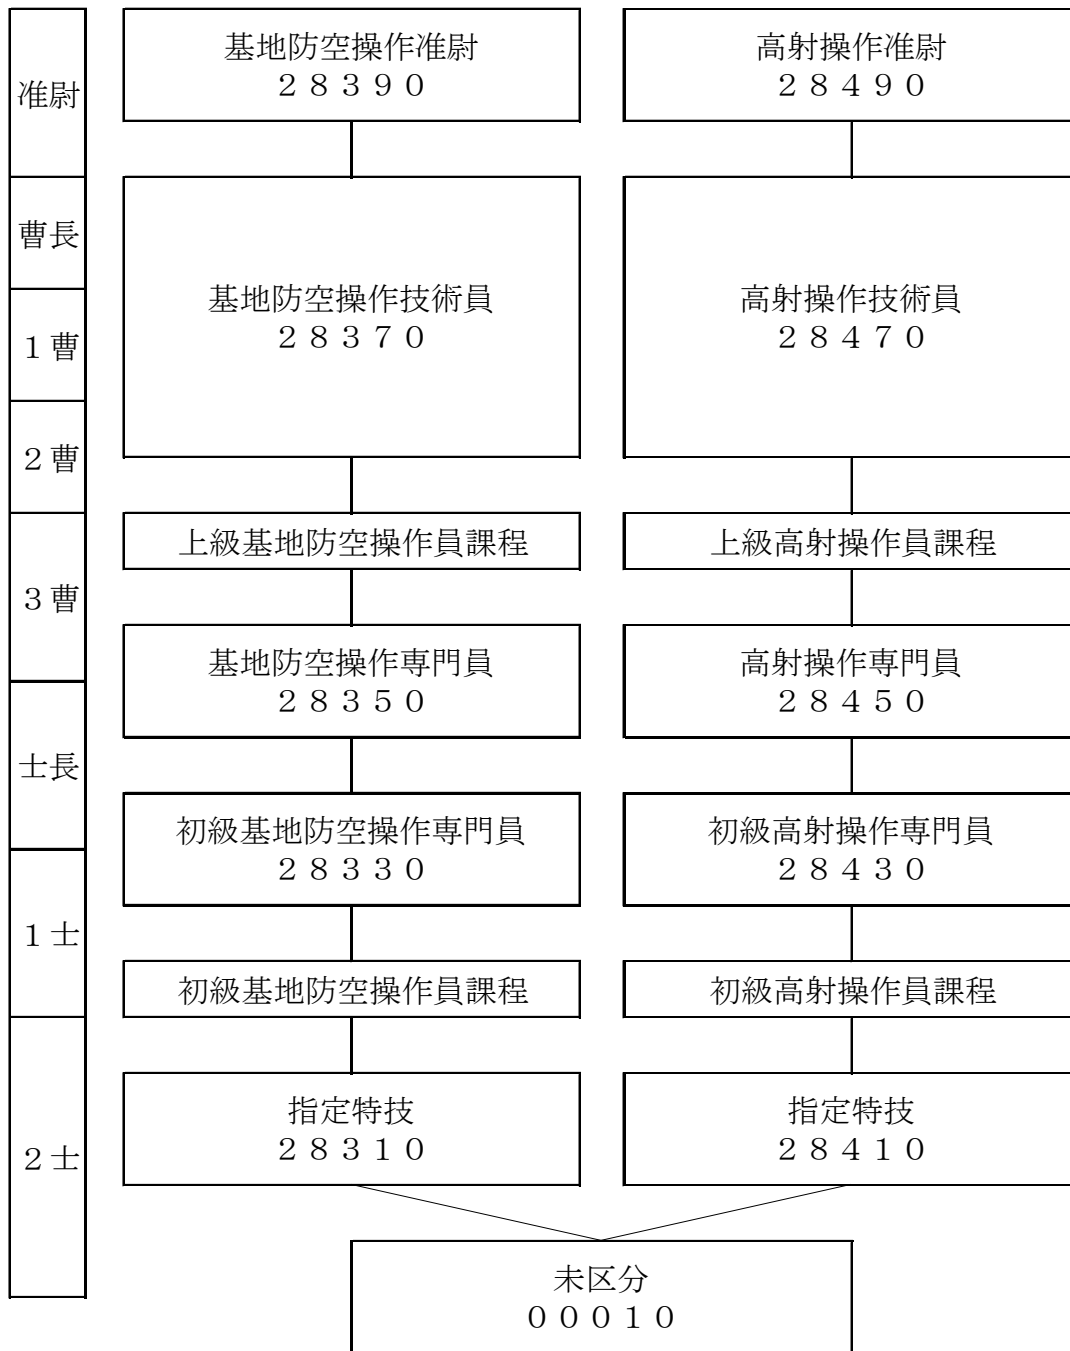 准尉
曹長
１曹
２曹
３曹
士長
１士
２士
基地防空操作准尉
２８３９０
基地防空操作技術員
２８３７０
上級基地防空操作員課程
基地防空操作専門員
２８３５０
初級基地防空操作専門員
２８３３０
初級基地防空操作員課程
指定特技
２８３１０
高射操作准尉
２８４９０
高射操作技術員
２８４７０
上級高射操作員課程
高射操作専門員
２８４５０
初級高射操作専門員
２８４３０
初級高射操作員課程
指定特技
２８４１０
未区分
０００１０